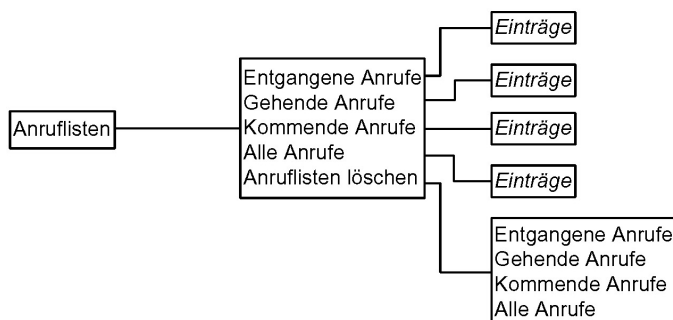 Anruflisten
Entgangene Anrufe
Gehende Anrufe
Kommende Anrufe
Alle Anrufe
Anruflisten löschen
Einträge
Einträge
Einträge
Einträge
Entgangene Anrufe
Gehende Anrufe
Kommende Anrufe
Alle Anrufe